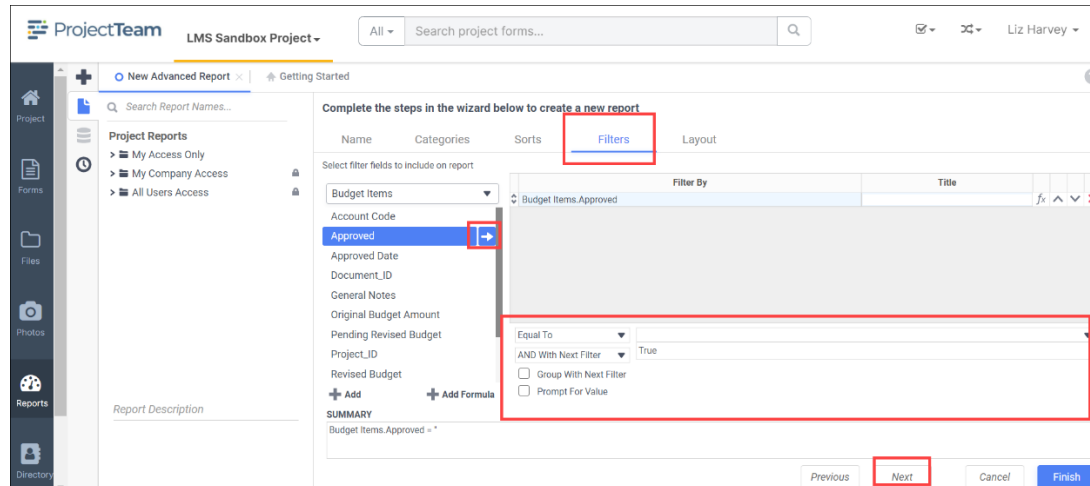 ProjectTeam
LMS Sandbox Project
All
Search project forms...
Liz Harvey
New Advanced Report
Getting Started
Project
Forms
Files
Photos
Reports
Directory
Search Report Names...
Project Reports
My Access Only
My Company Access
All Users Access
Report Description
Complete the steps in the wizard below to create a new report
Name Categories Sorts Filters Layout
Select filter fields to include on report
Budget Items
Account Code
Approved
Approved Date
Document_ID
General Notes
Original Budget Amount
Pending Revised Budget
Project_ID
Revised Budget
Add Add Formula
Filter By Title
Budget Items.Approved fx
Equal To
AND With Next Filter True
Group With Next Filter
Prompt For Value
SUMMARY
Budget Items.Approved = *
Previous Next Cancel Finish